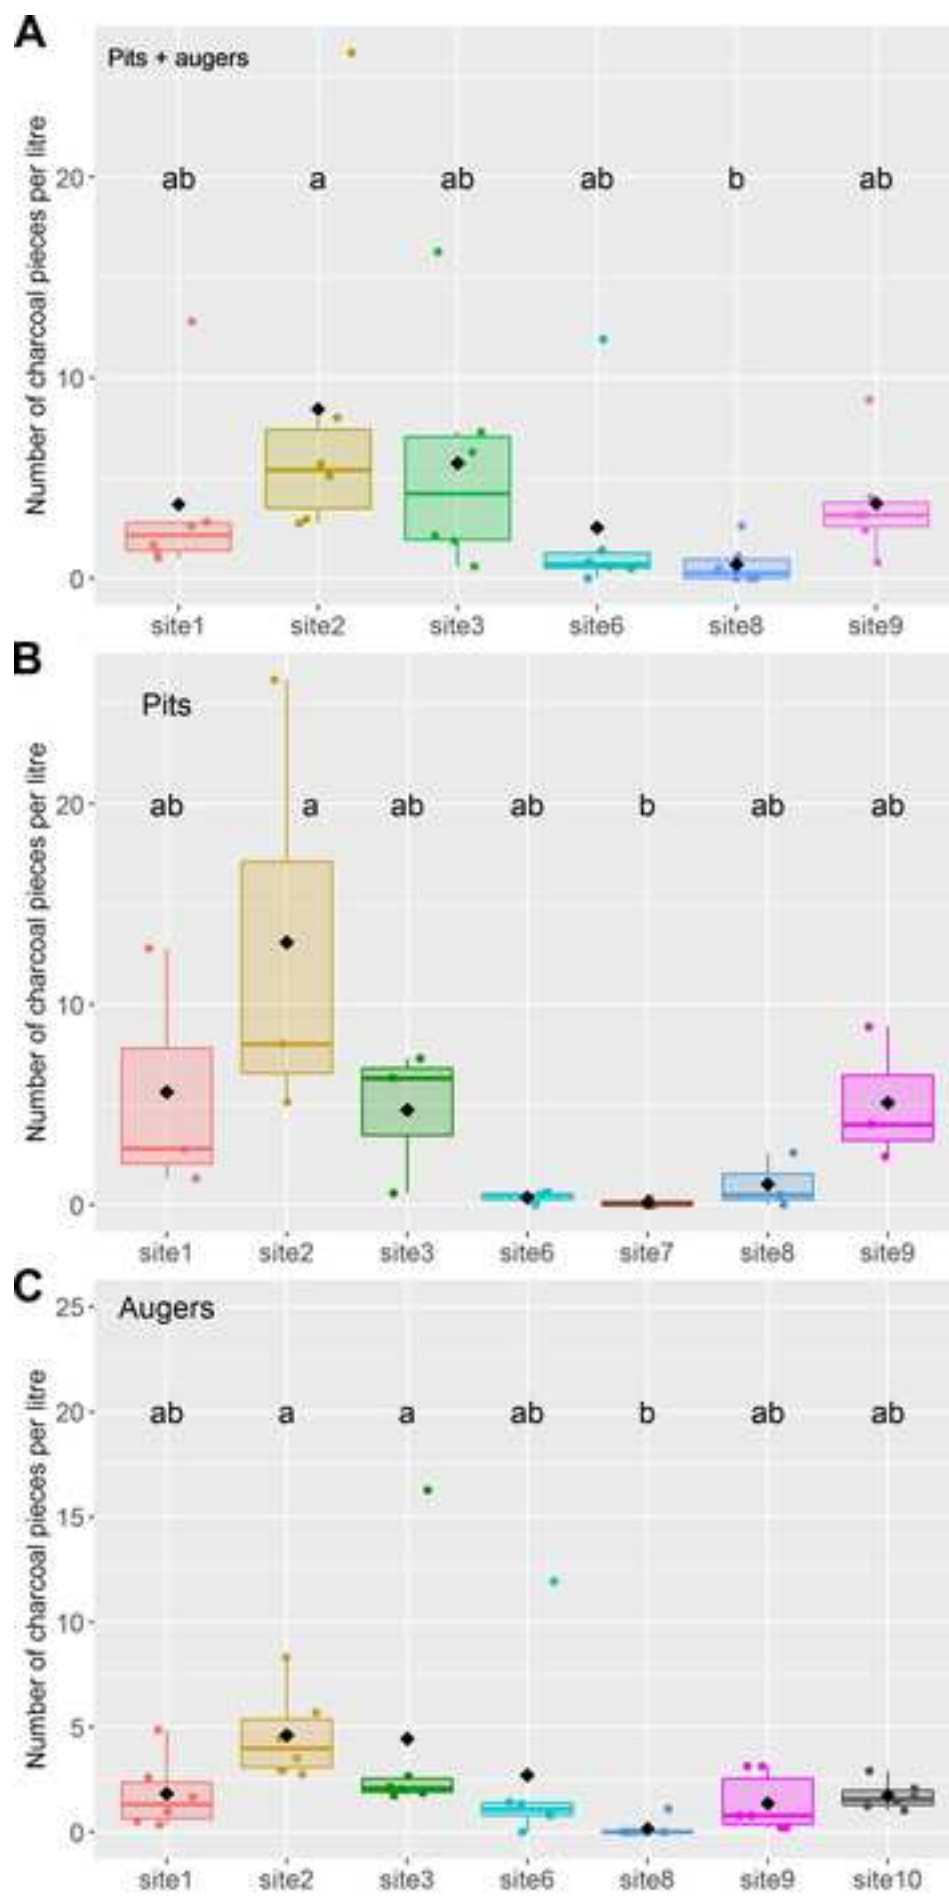 A
Pits + augers
Number of charcoal pieces per litre
20
10
0
ab a ab ab b ab
site1 site2 site3 site6 site8 site9
B
Pits
Number of charcoal pieces per litre
20
10
0
ab a ab ab b ab ab
site1 site2 site3 site6 site7 site8 site9
C
Augers
Number of charcoal pieces per litre
25
20
15
10
5
0
ab a a ab b ab ab
site1 site2 site3 site6 site8 site9 site10